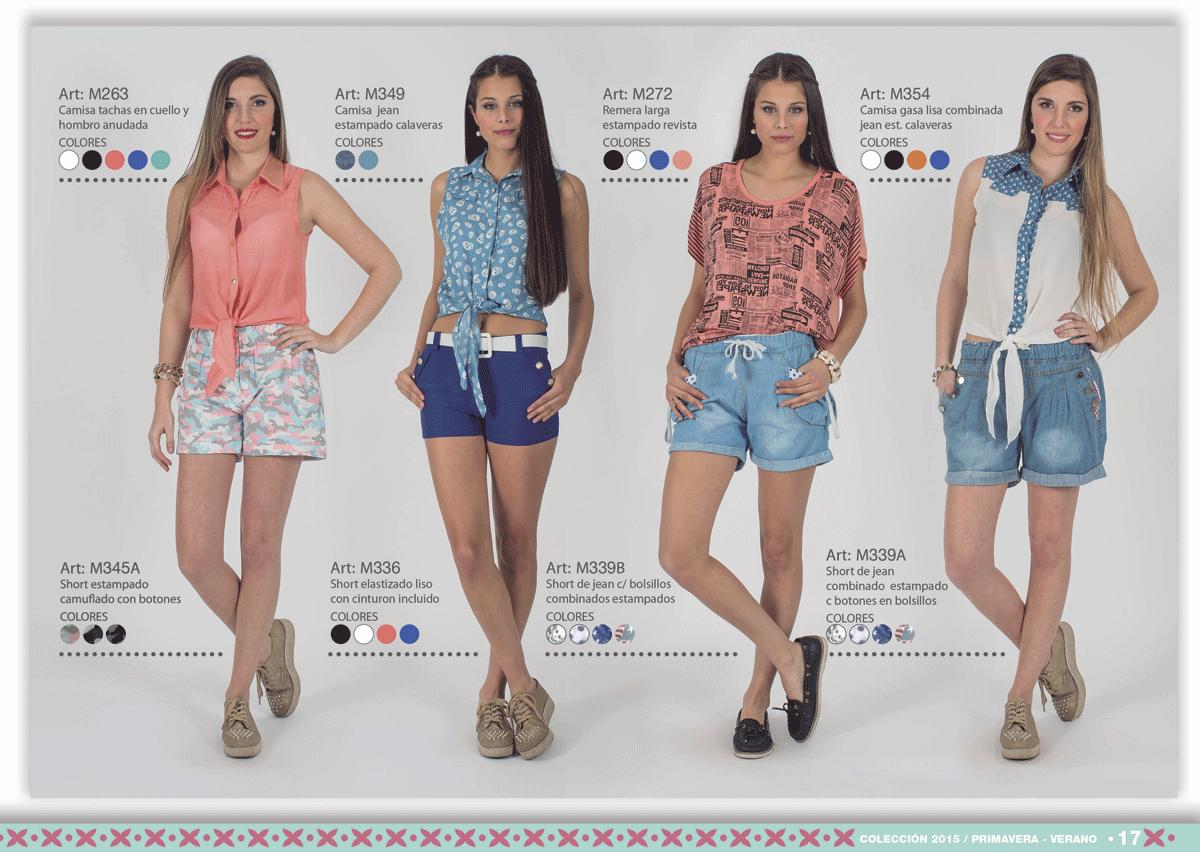 Art: M263
Camisa tachas en cuello y
hombro anudada
COLORES
Art: M349
Camisa jean
estampado calaveras
COLORES
Art: M272
Remera larga
estampado revista
COLORES
Art: M354
Camisa gasa lisa combinada
jean est. calaveras
COLORES
Art: M345A
Short estampado
camuflado con botones
COLORES
Art: M336
Short elastizado liso
con cinturon incluido
COLORES
Art: M339B
Short de jean c/ bolsillos
combinados estampados
COLORES
Art: M339A
Short de jean
combinado estampado
c botones en bolsillos
COLORES
COLECCIÓN 2015 / PRIMAVERA - VERANO • 17